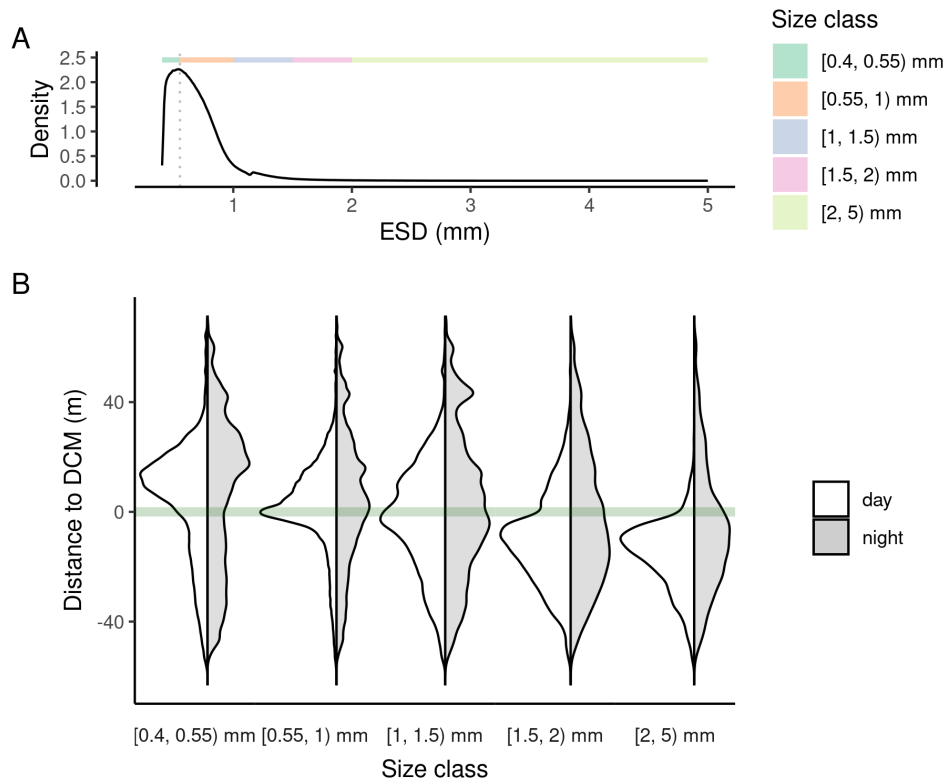 A
2.5
2.0
1.5
1.0
0.5
0.0
Density
1 2 3 4 5
ESD (mm)
Size class
[0.4, 0.55) mm
[0.55, 1) mm
[1, 1.5) mm
[1.5, 2) mm
[2, 5) mm
B
40
0
-40
Distance to DCM (m)
[0.4, 0.55) mm [0.55, 1) mm [1, 1.5) mm [1.5, 2) mm [2, 5) mm
Size class
day
night